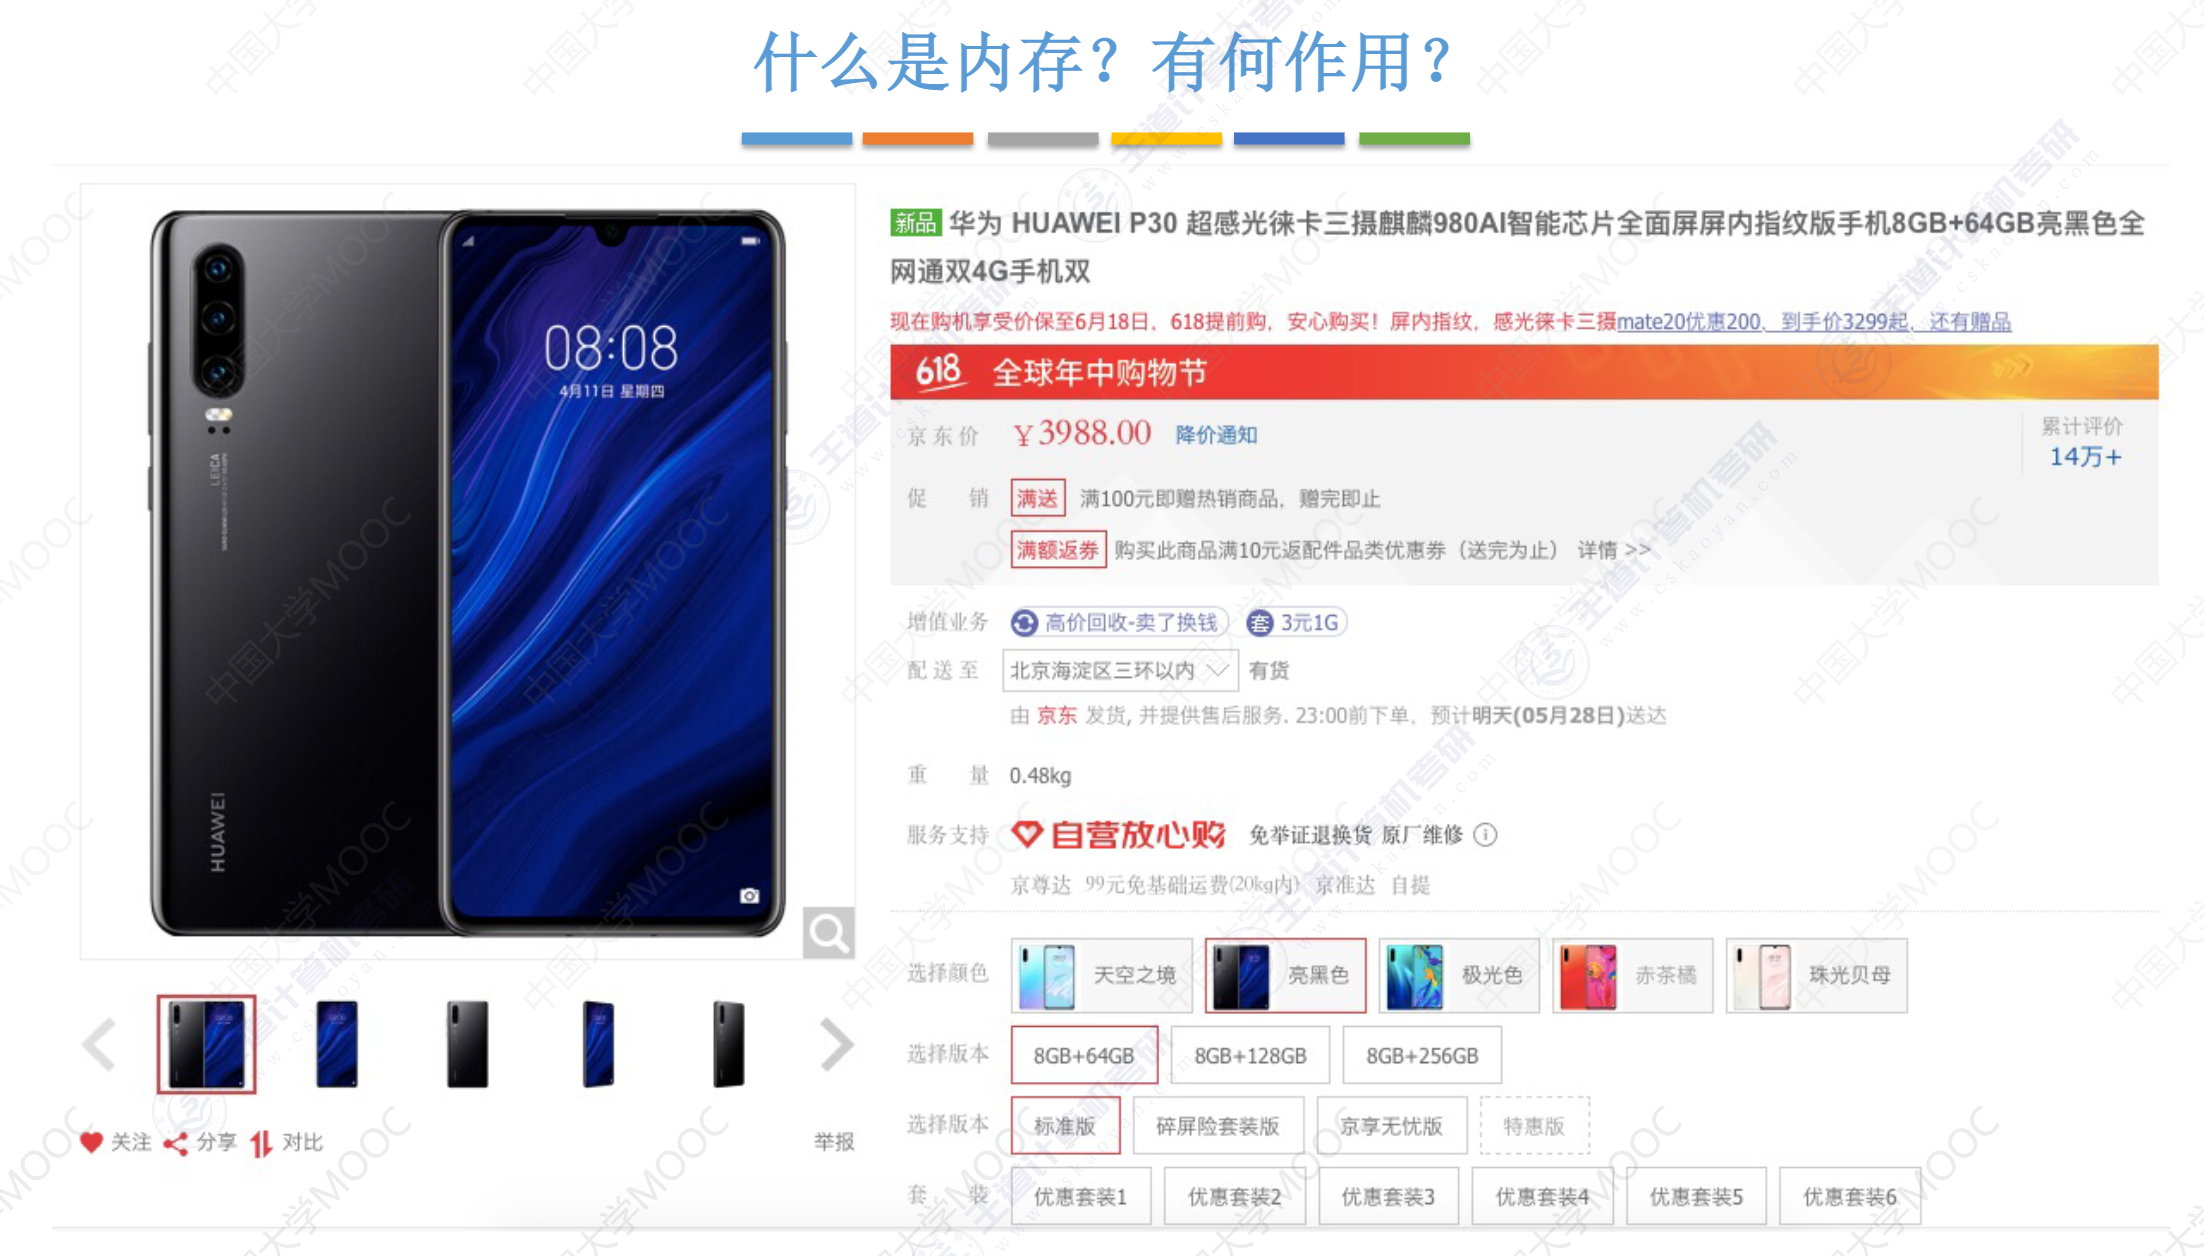 什么是内存？有何作用？
新品 华为 HUAWEI P30 超感光徕卡三摄麒麟980AI智能芯片全面屏屏内指纹版手机8GB+64GB亮黑色全
网通双4G手机双
现在购机享受价保至6月18日，618提前购，安心购买！屏内指纹，感光徕卡三摄mate20优惠200，到手价3299起，还有赠品
618 全球年中购物节
京东价 ￥3988.00 降价通知
累计评价
14万+
促 销 满送 满100元即赠热销商品，赠完即止
满额返券 购买此商品满10元返配件品类优惠券（送完为止） 详情 >>
增值业务 高价回收-卖了换钱 套 3元1G
配送至 北京海淀区三环以内 有货
由 京东 发货, 并提供售后服务. 23:00前下单，预计明天(05月28日)送达
重 量 0.48kg
服务支持 自营放心购 免举证退换货 原厂维修
京尊达 99元免基础运费(20kg内) 京准达 自提
选择颜色 天空之境 亮黑色 极光色 赤茶橘 珠光贝母
选择版本 8GB+64GB 8GB+128GB 8GB+256GB
选择版本 标准版 碎屏险套装版 京享无忧版 特惠版
套 装 优惠套装1 优惠套装2 优惠套装3 优惠套装4 优惠套装5 优惠套装6
08:08
4月11日 星期四
LEICA
HUAWEI
关注 分享 对比 举报
中国大学MOOC
王道计算机考研
www.cskaoyan.com